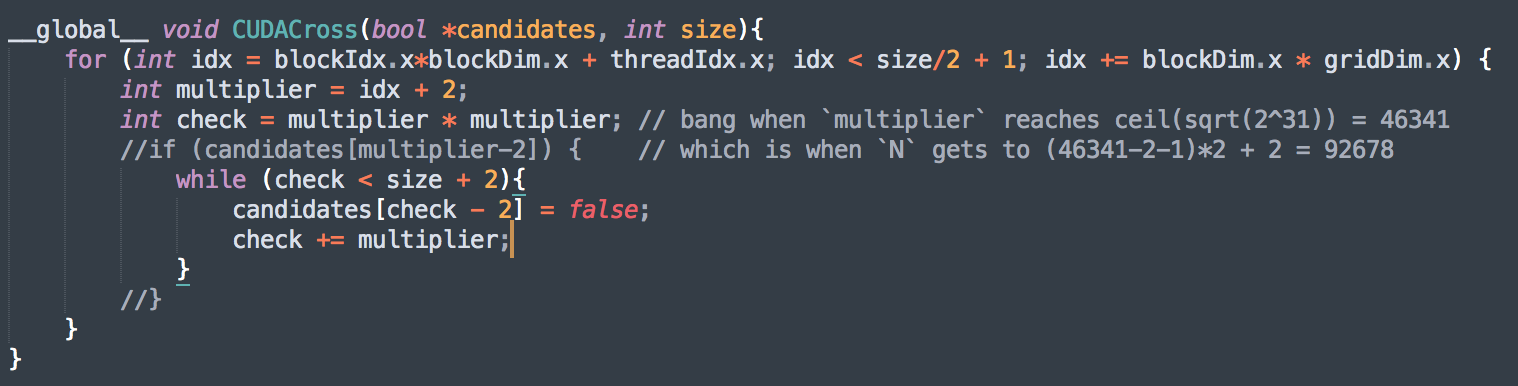 __global__ void CUDACross(bool *candidates, int size){
    for (int idx = blockIdx.x*blockDim.x + threadIdx.x; idx < size/2 + 1; idx += blockDim.x * gridDim.x) {
        int multiplier = idx + 2;
        int check = multiplier * multiplier; // bang when `multiplier` reaches ceil(sqrt(2^31)) = 46341
        //if (candidates[multiplier-2]) {    // which is when `N` gets to (46341-2-1)*2 + 2 = 92678
            while (check < size + 2){
                candidates[check - 2] = false;
                check += multiplier;
            }
        //}
    }
}